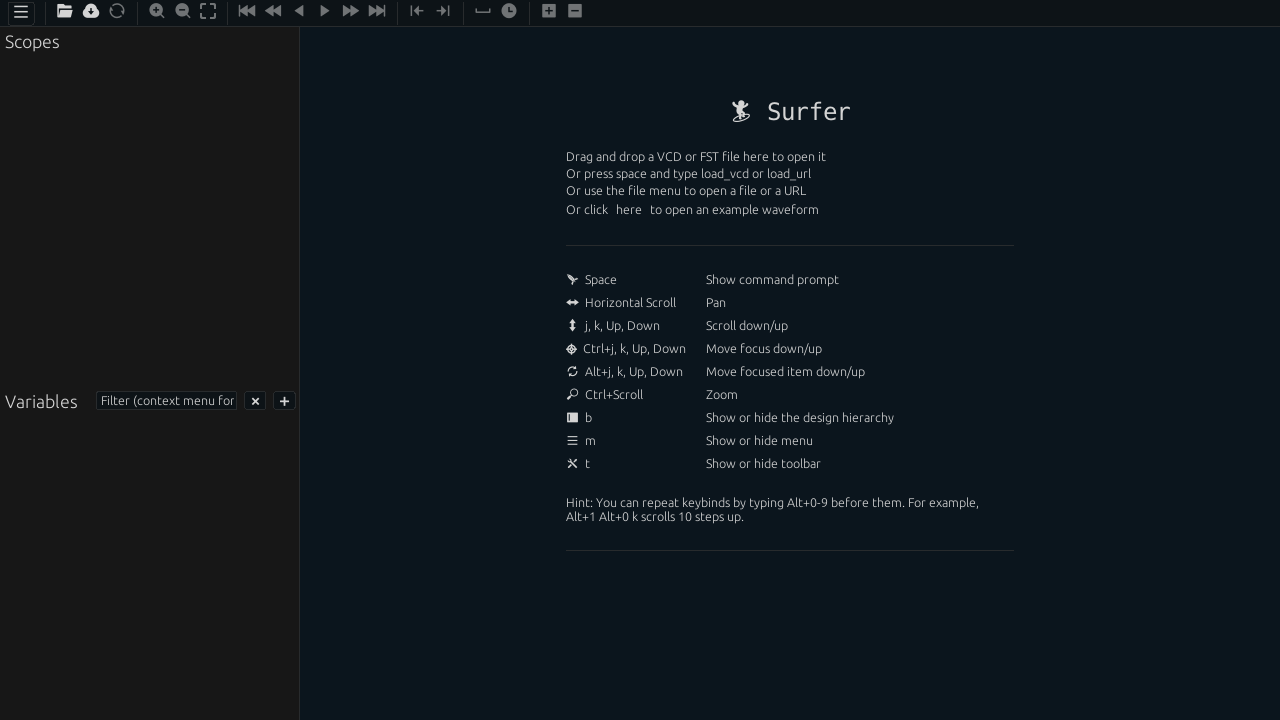 Scopes
Surfer
Drag and drop a VCD or FST file here to open it
Or press space and type load_vcd or load_url
Or use the file menu to open a file or a URL
Or click here to open an example waveform
Space Show command prompt
Horizontal Scroll Pan
j, k, Up, Down Scroll down/up
Ctrl+j, k, Up, Down Move focus down/up
Alt+j, k, Up, Down Move focused item down/up
Ctrl+Scroll Zoom
b Show or hide the design hierarchy
m Show or hide menu
t Show or hide toolbar
Hint: You can repeat keybinds by typing Alt+0-9 before them. For example,
Alt+1 Alt+0 k scrolls 10 steps up.
Variables Filter (context menu for